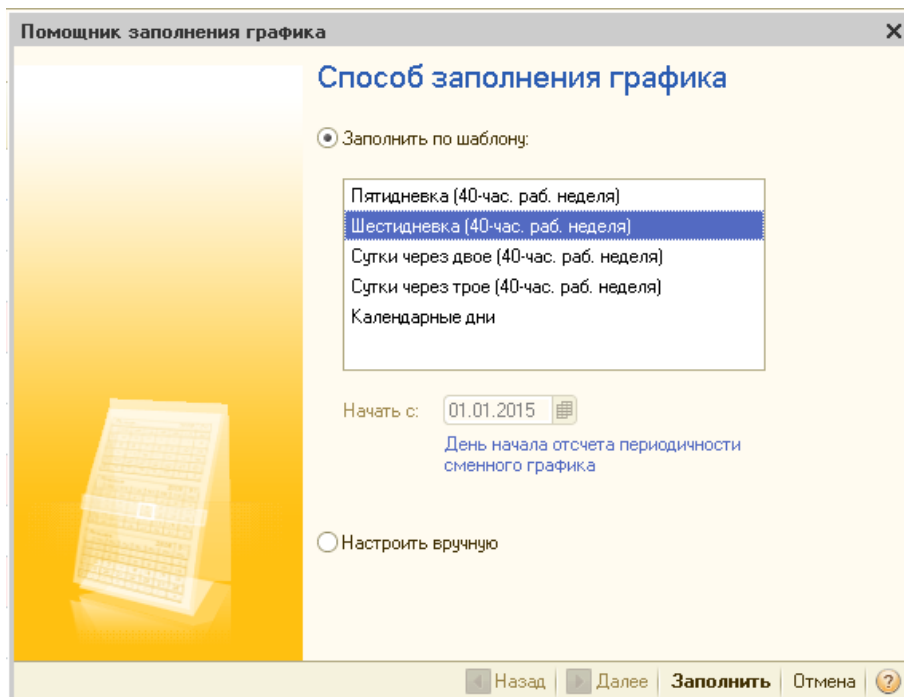 Помощник заполнения графика
Способ заполнения графика
Заполнить по шаблону:
Пятидневка (40-час. раб. неделя)
Шестидневка (40-час. раб. неделя)
Сутки через двое (40-час. раб. неделя)
Сутки через трое (40-час. раб. неделя)
Календарные дни
Начать с: 01.01.2015
День начала отсчета периодичности
сменного графика
Настроить вручную
Назад Далее Заполнить Отмена ?